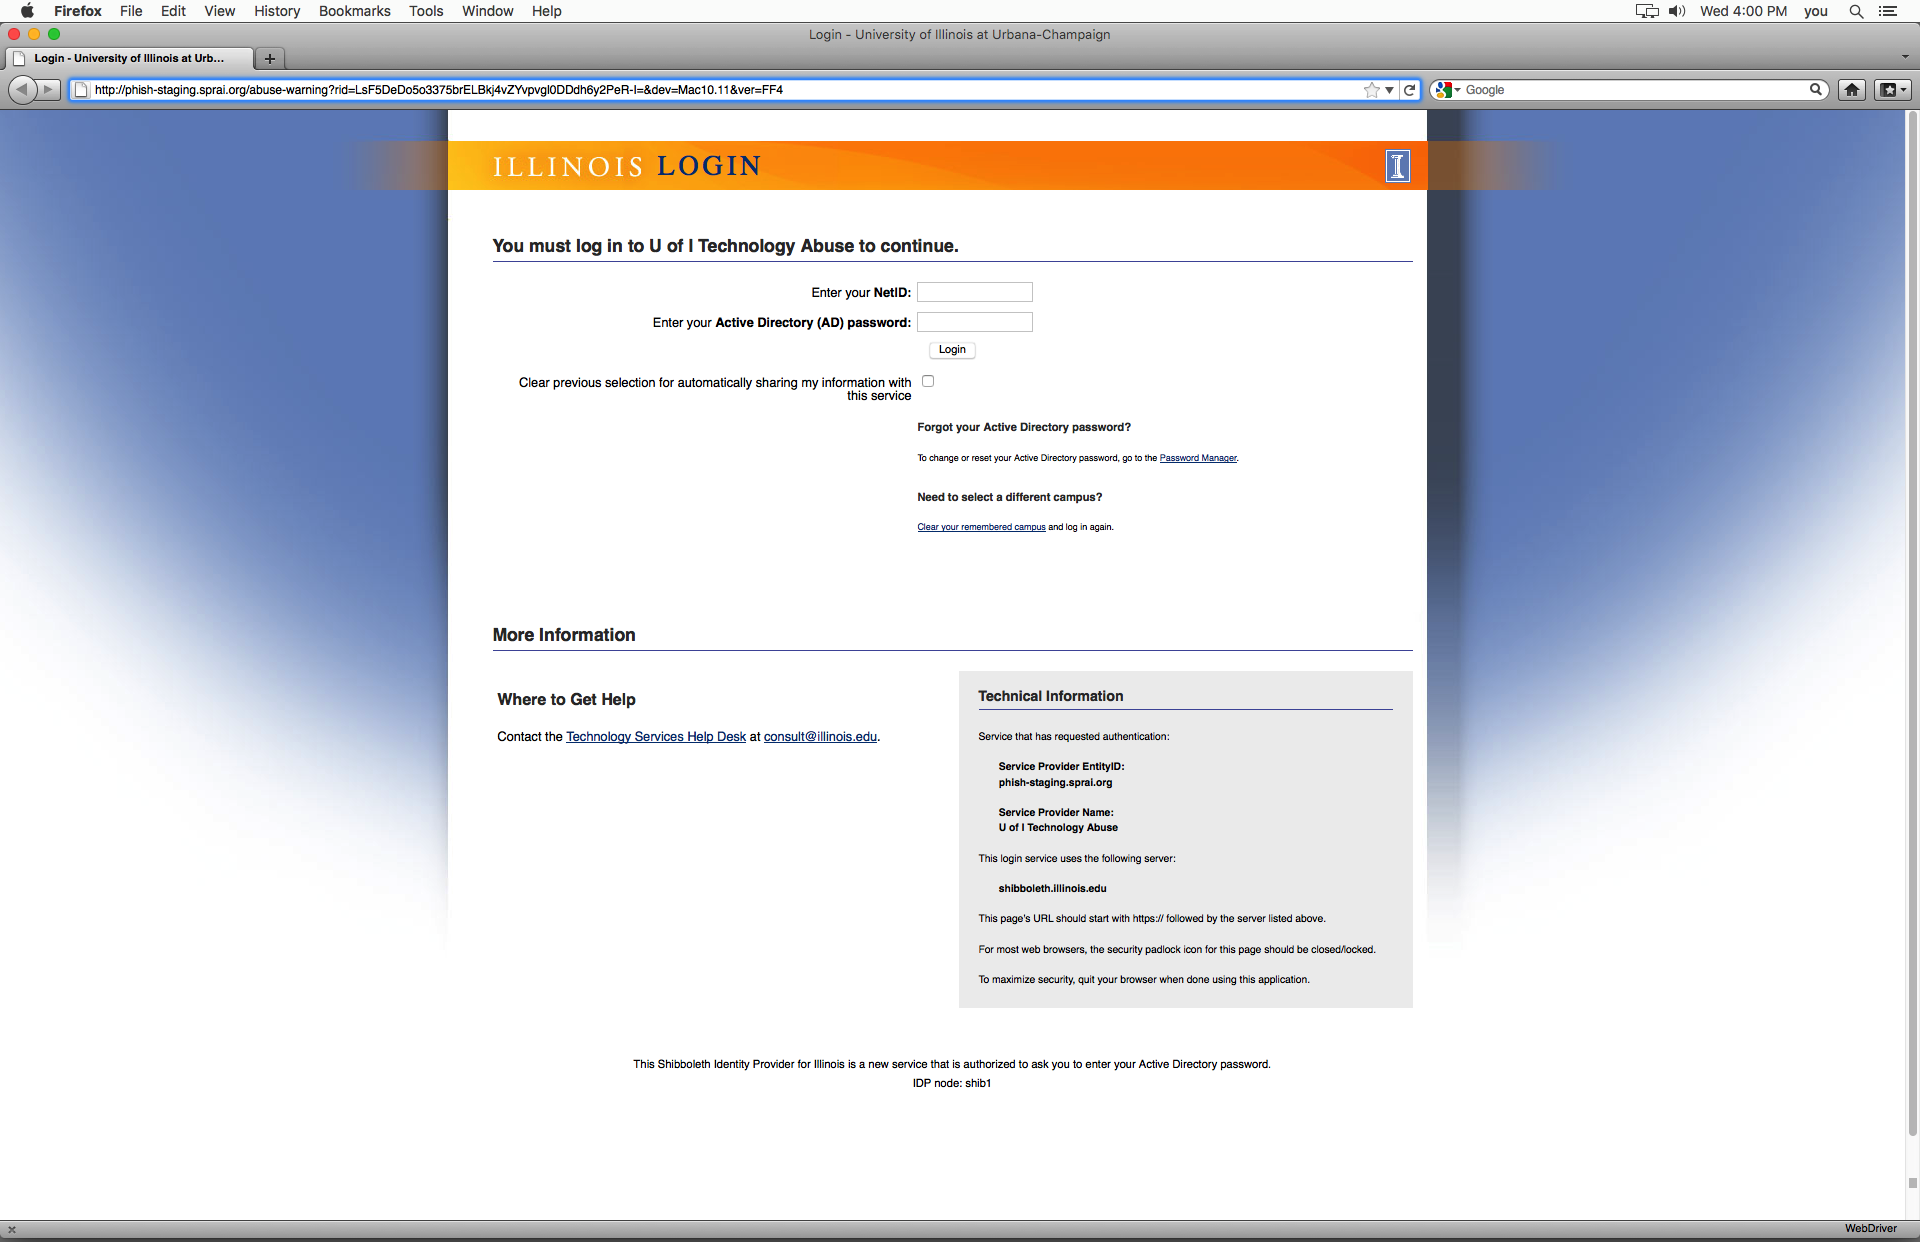 Firefox File Edit View History Bookmarks Tools Window Help Wed 4:00 PM you
Login - University of Illinois at Urbana-Champaign
Login - University of Illinois at Urb...
http://phish-staging.sprai.org/abuse-warning?rid=LsF5DeDo5o3375brELBkj4vZYvpvgl0DDdh6y2PeR-I=&dev=Mac10.11&ver=FF4 Google
ILLINOIS LOGIN
You must log in to U of I Technology Abuse to continue.
Enter your NetID:
Enter your Active Directory (AD) password:
Login
Clear previous selection for automatically sharing my information with
this service
Forgot your Active Directory password?
To change or reset your Active Directory password, go to the Password Manager.
Need to select a different campus?
Clear your remembered campus and log in again.
More Information
Where to Get Help
Contact the Technology Services Help Desk at consult@illinois.edu.
Technical Information
Service that has requested authentication:
Service Provider EntityID:
phish-staging.sprai.org
Service Provider Name:
U of I Technology Abuse
This login service uses the following server:
shibboleth.illinois.edu
This page's URL should start with https:// followed by the server listed above.
For most web browsers, the security padlock icon for this page should be closed/locked.
To maximize security, quit your browser when done using this application.
This Shibboleth Identity Provider for Illinois is a new service that is authorized to ask you to enter your Active Directory password.
IDP node: shib1
WebDriver